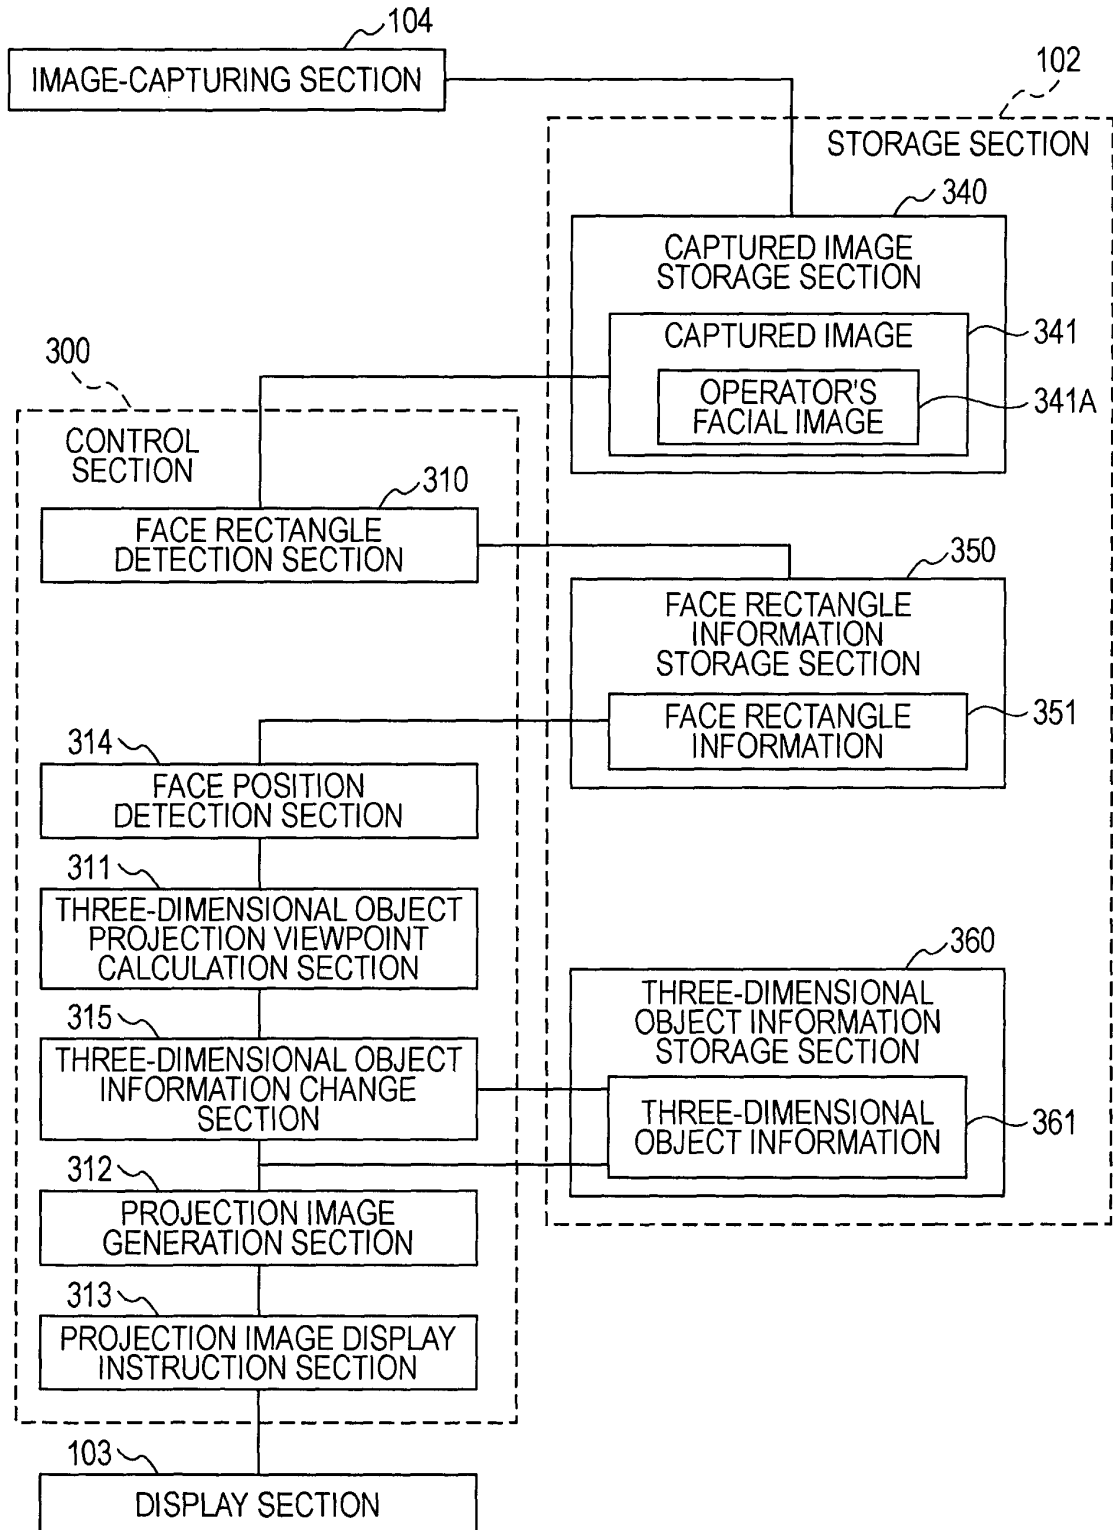 104
IMAGE-CAPTURING SECTION
102
STORAGE SECTION
340
CAPTURED IMAGE
STORAGE SECTION
CAPTURED IMAGE
341
OPERATOR'S
FACIAL IMAGE
341A
300
CONTROL
SECTION
310
FACE RECTANGLE
DETECTION SECTION
350
FACE RECTANGLE
INFORMATION
STORAGE SECTION
FACE RECTANGLE
INFORMATION
351
314
FACE POSITION
DETECTION SECTION
311
THREE-DIMENSIONAL OBJECT
PROJECTION VIEWPOINT
CALCULATION SECTION
360
THREE-DIMENSIONAL
OBJECT INFORMATION
STORAGE SECTION
THREE-DIMENSIONAL
OBJECT INFORMATION
361
315
THREE-DIMENSIONAL OBJECT
INFORMATION CHANGE
SECTION
312
PROJECTION IMAGE
GENERATION SECTION
313
PROJECTION IMAGE DISPLAY
INSTRUCTION SECTION
103
DISPLAY SECTION